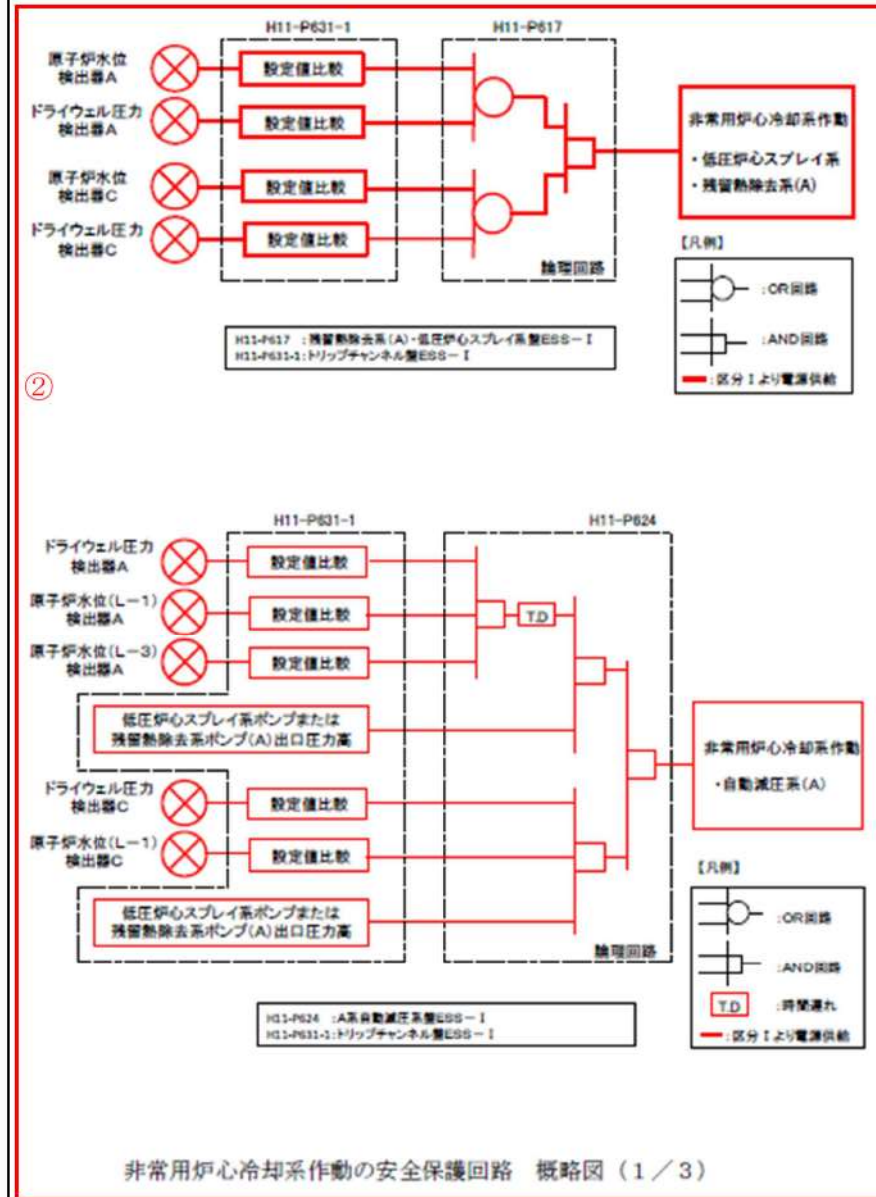 H11-P631-1
H11-P617
原子炉水位
検出器A
設定値比較
ドライウェル圧力
検出器A
設定値比較
原子炉水位
検出器C
設定値比較
ドライウェル圧力
検出器C
設定値比較
論理回路
非常用炉心冷却系作動
・低圧炉心スプレイ系
・残留熱除去系(A)
【凡例】
:OR回路
:AND回路
:区分Ⅰより電源供給
H11-P617 :残留熱除去系(A)・低圧炉心スプレイ系盤ESS-Ⅰ
H11-P631-1:トリップチャンネル盤ESS-Ⅰ
②
H11-P631-1
H11-P624
ドライウェル圧力
検出器A
設定値比較
原子炉水位(L-1)
検出器A
設定値比較
T.D
原子炉水位(L-3)
検出器A
設定値比較
低圧炉心スプレイ系ポンプまたは
残留熱除去系ポンプ(A)出口圧力高
ドライウェル圧力
検出器C
設定値比較
原子炉水位(L-1)
検出器C
設定値比較
低圧炉心スプレイ系ポンプまたは
残留熱除去系ポンプ(A)出口圧力高
論理回路
非常用炉心冷却系作動
・自動減圧系(A)
【凡例】
:OR回路
:AND回路
T.D :時間遅れ
:区分Ⅰより電源供給
H11-P624 :A系自動減圧系盤ESS-Ⅰ
H11-P631-1:トリップチャンネル盤ESS-Ⅰ
非常用炉心冷却系作動の安全保護回路 概略図(1/3)